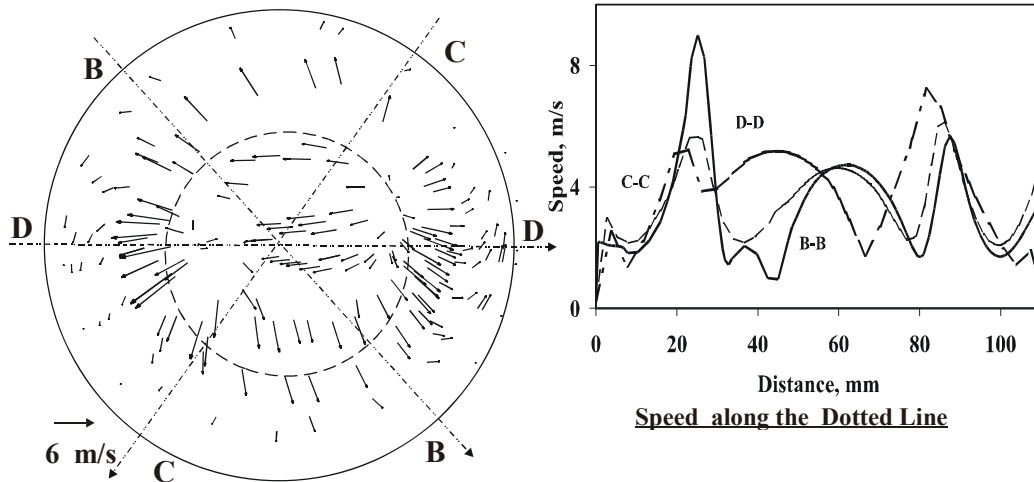 B
C
D
D
6 m/s
C
B
Speed, m/s
8
4
0
D-D
C-C
B-B
0 20 40 60 80 100
Distance, mm
Speed along the Dotted Line